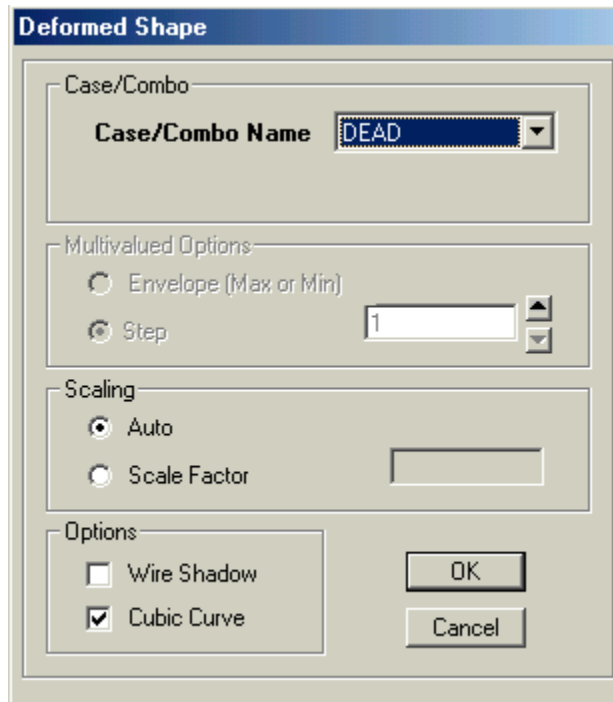 Deformed Shape
Case/Combo
Case/Combo Name DEAD
Multivalued Options
Envelope (Max or Min)
Step 1
Scaling
Auto
Scale Factor
Options
Wire Shadow
Cubic Curve
OK
Cancel